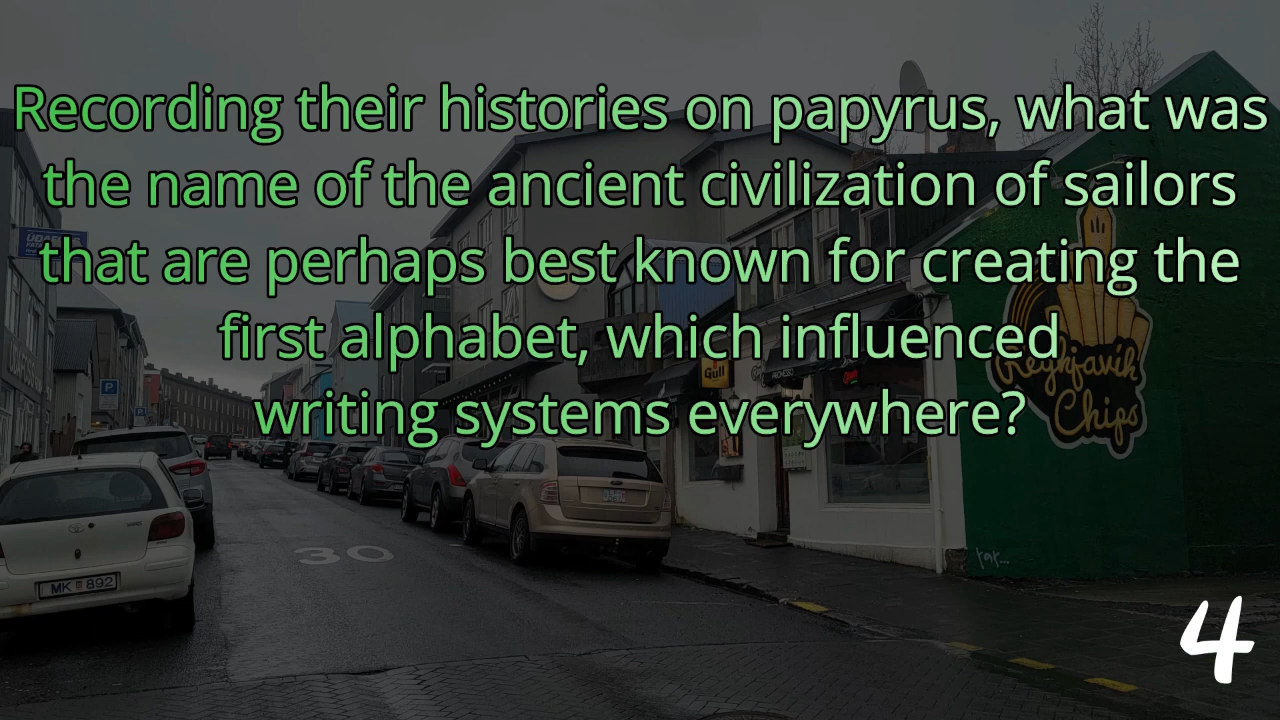 Recording their histories on papyrus, what was
the name of the ancient civilization of sailors
that are perhaps best known for creating the
first alphabet, which influenced
writing systems everywhere?
Gull
Reykjavík
Chips
P
30
MK 892
4